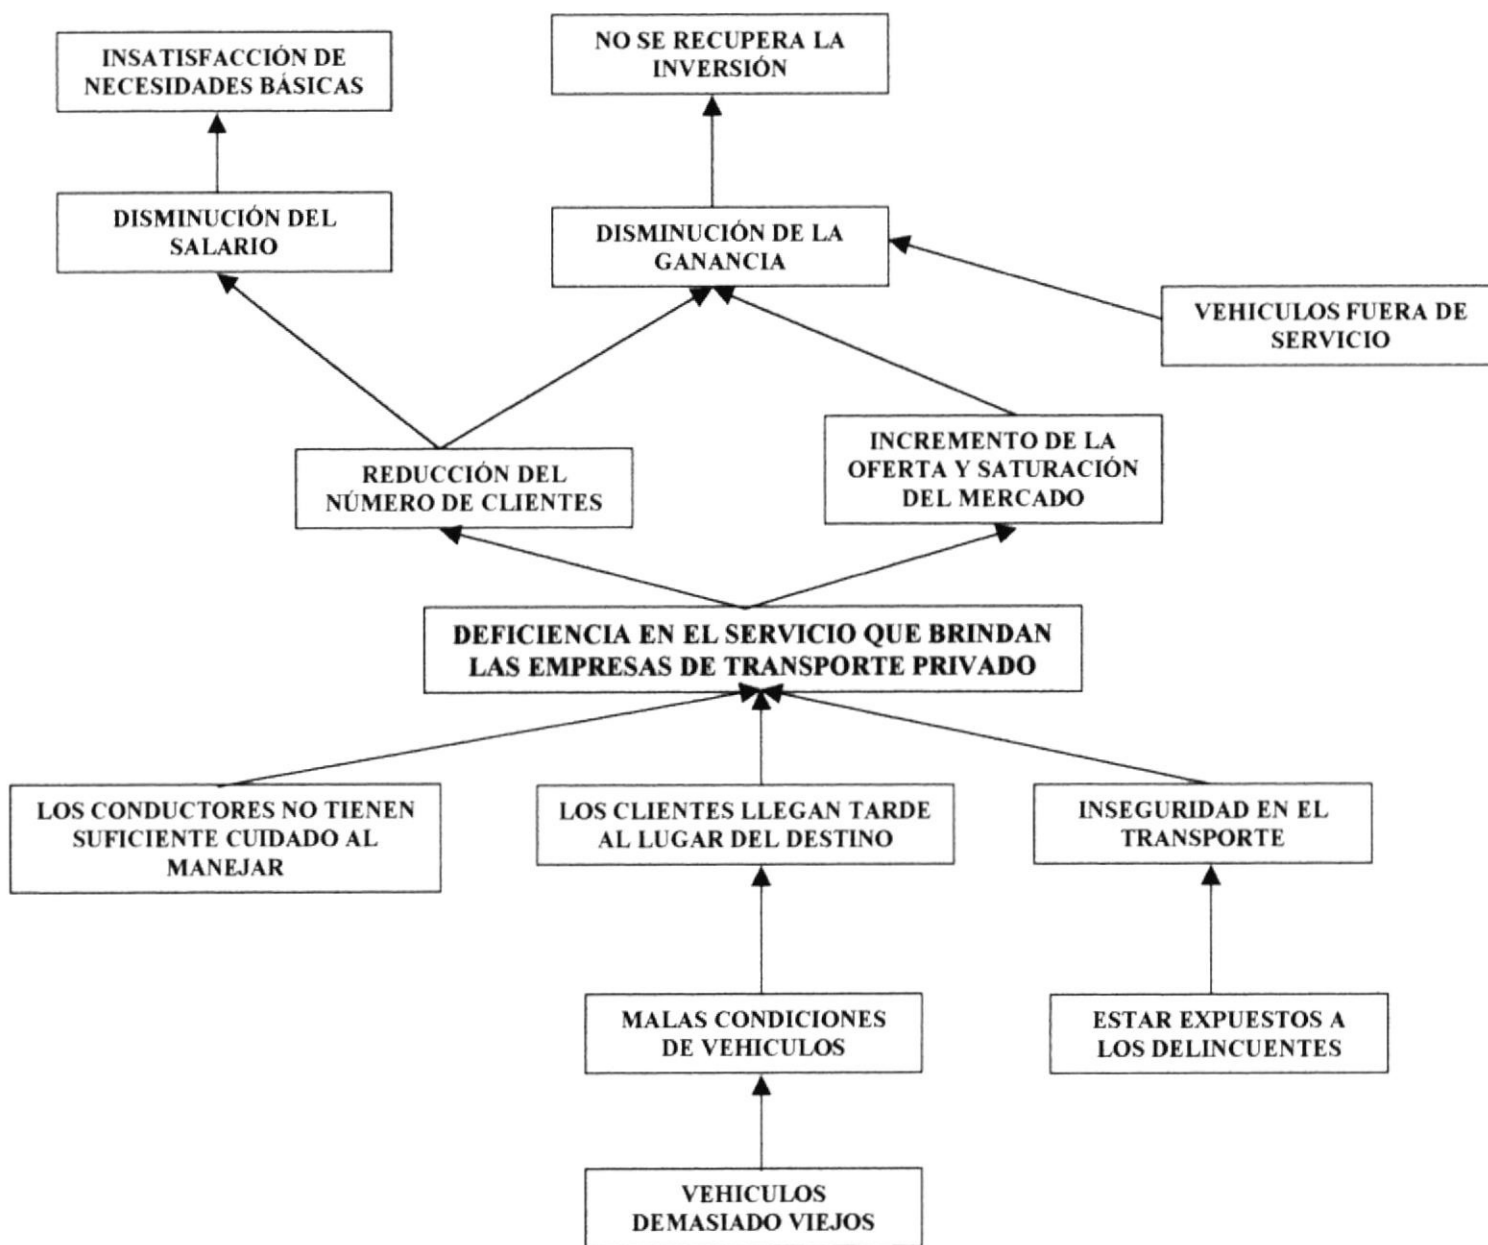 INSATISFACCIÓN DE
NECESIDADES BÁSICAS
NO SE RECUPERA LA
INVERSIÓN
DISMINUCIÓN DEL
SALARIO
DISMINUCIÓN DE LA
GANANCIA
VEHICULOS FUERA DE
SERVICIO
REDUCCIÓN DEL
NÚMERO DE CLIENTES
INCREMENTO DE LA
OFERTA Y SATURACIÓN
DEL MERCADO
DEFICIENCIA EN EL SERVICIO QUE BRINDAN
LAS EMPRESAS DE TRANSPORTE PRIVADO
LOS CONDUCTORES NO TIENEN
SUFICIENTE CUIDADO AL
MANEJAR
LOS CLIENTES LLEGAN TARDE
AL LUGAR DEL DESTINO
INSEGURIDAD EN EL
TRANSPORTE
MALAS CONDICIONES
DE VEHICULOS
ESTAR EXPUESTOS A
LOS DELINCUENTES
VEHICULOS
DEMASIADO VIEJOS